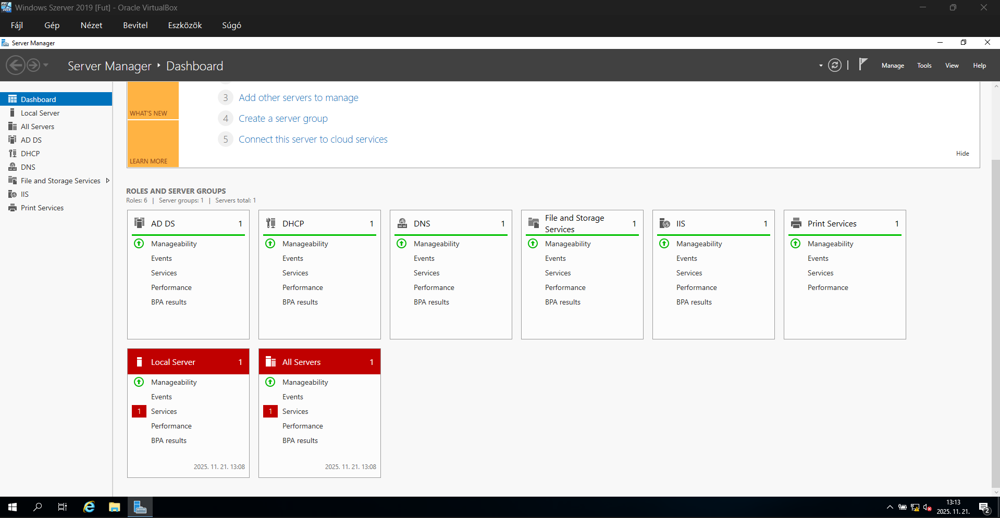 Windows Szerver 2019 [Fut] - Oracle VirtualBox
Fájl Gép Nézet Bevitel Eszközök Súgó
Server Manager
Server Manager Dashboard
Manage Tools View Help
Dashboard
Local Server
All Servers
AD DS
DHCP
DNS
File and Storage Services
IIS
Print Services
WHAT'S NEW
LEARN MORE
3 Add other servers to manage
4 Create a server group
5 Connect this server to cloud services
Hide
ROLES AND SERVER GROUPS
Roles: 6 | Server groups: 1 | Servers total: 1
AD DS 1
Manageability
Events
Services
Performance
BPA results
DHCP 1
Manageability
Events
Services
Performance
BPA results
DNS 1
Manageability
Events
Services
Performance
BPA results
File and Storage
Services 1
Manageability
Events
Services
Performance
BPA results
IIS 1
Manageability
Events
Services
Performance
BPA results
Print Services 1
Manageability
Events
Services
Performance
Local Server 1
Manageability
Events
1 Services
Performance
BPA results
2025. 11. 21. 13:08
All Servers 1
Manageability
Events
1 Services
Performance
BPA results
2025. 11. 21. 13:08
13:13
2025. 11. 21.
2